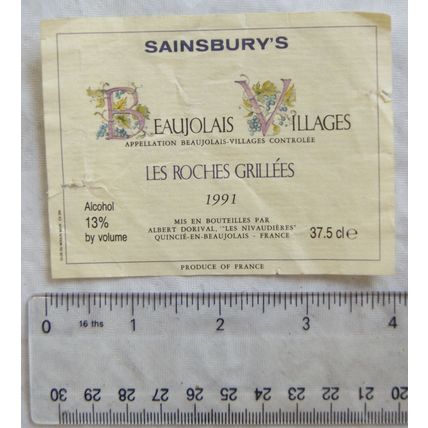 SAINSBURY'S
BEAUJOLAIS VILLAGES
APPELLATION BEAUJOLAIS-VILLAGES CONTROLÉE
LES ROCHES GRILLÉES
1991
Alcohol
13%
by volume
MIS EN BOUTEILLES PAR
ALBERT DORIVAL, "LES NIVAUDIÈRES"
QUINCIÉ-EN-BEAUJOLAIS - FRANCE
37.5 cl e
PRODUCE OF FRANCE
0 16 ths 1 2 3 4
30 29 28 27 26 25 24 23 22 21 20